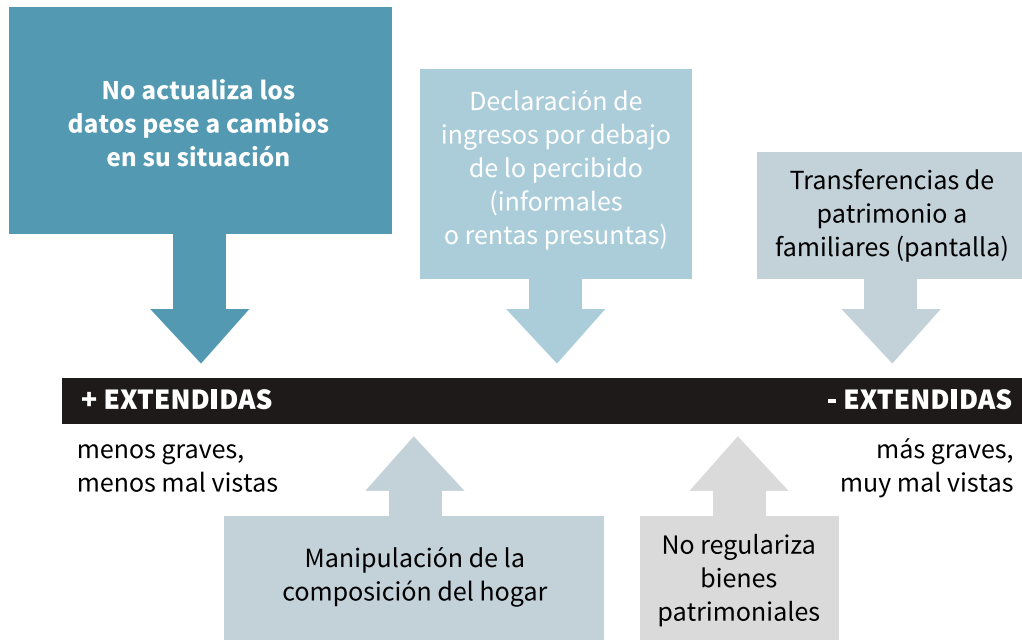 No actualiza los
datos pese a cambios
en su situación
Declaración de
ingresos por debajo
de lo percibido
(informales
o rentas presuntas)
Transferencias de
patrimonio a
familiares (pantalla)
+ EXTENDIDAS
- EXTENDIDAS
menos graves,
menos mal vistas
más graves,
muy mal vistas
Manipulación de la
composición del hogar
No regulariza
bienes
patrimoniales